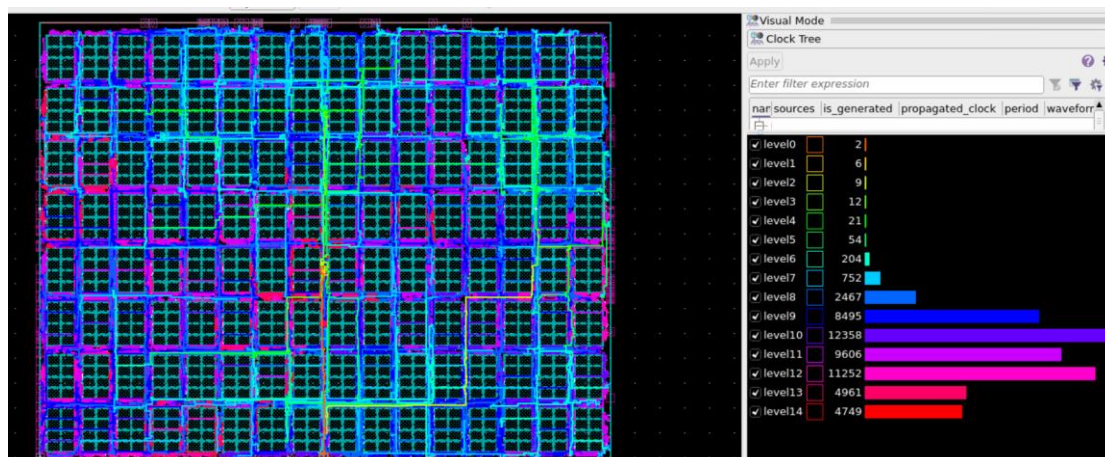 Visual Mode
Clock Tree
Apply
Enter filter expression
nar sources is_generated propagated_clock period waveform
level0 2
level1 6
level2 9
level3 12
level4 21
level5 54
level6 204
level7 752
level8 2467
level9 8495
level10 12358
level11 9606
level12 11252
level13 4961
level14 4749